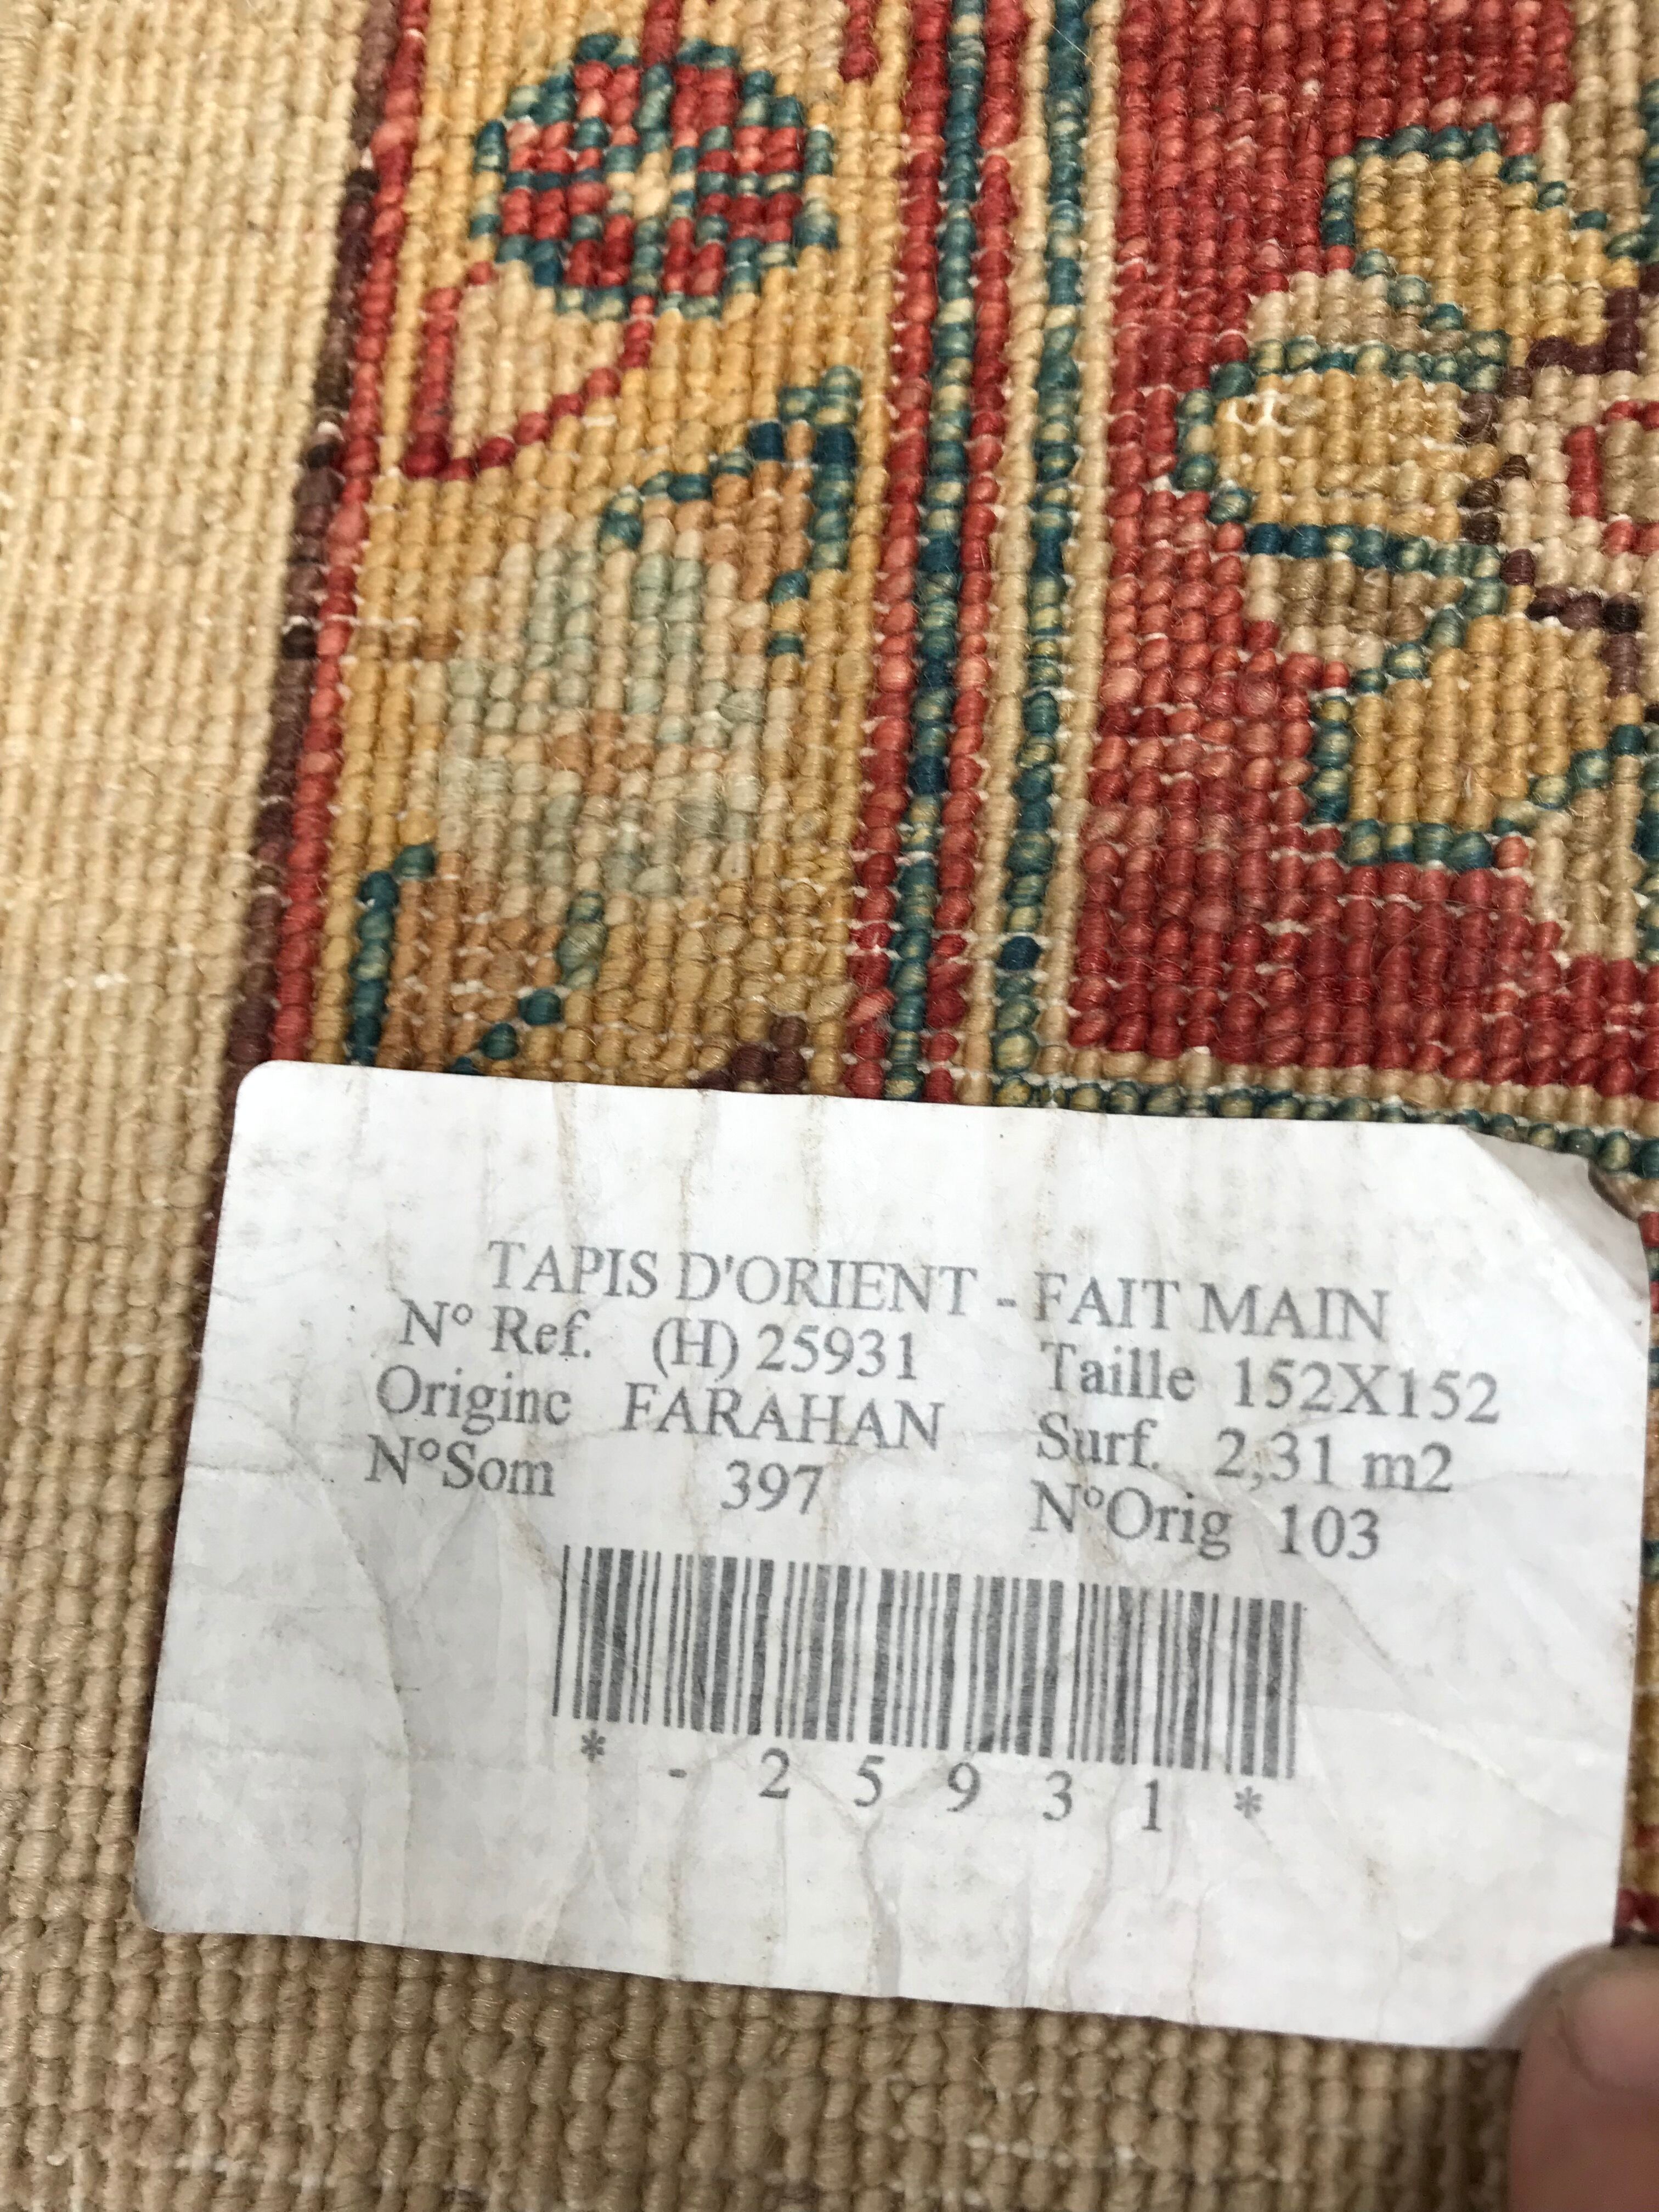 TAPIS D'ORIENT - FAIT MAIN
N° Ref. (H) 25931 Taille 152X152
Origine FARAHAN Surf. 2,31 m2
N°Som 397 N°Orig 103
* - 2 5 9 3 1 *